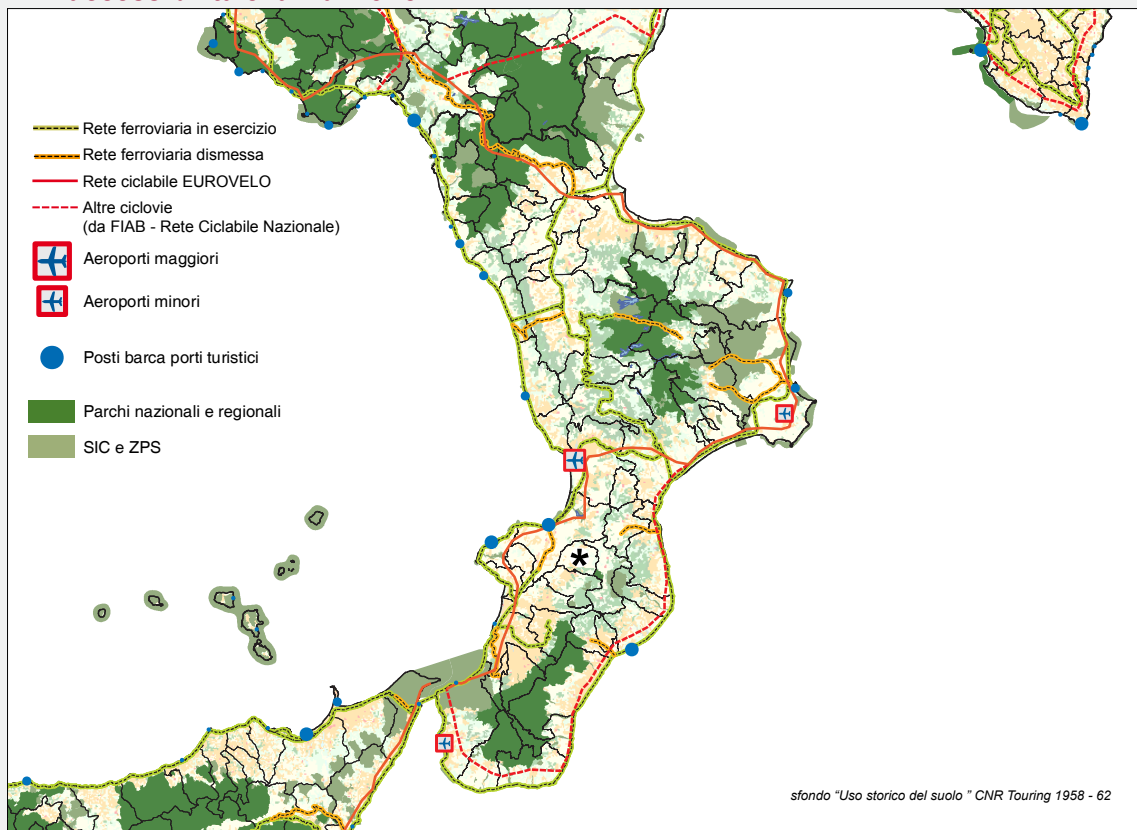 Rete ferroviaria in esercizio
Rete ferroviaria dismessa
Rete ciclabile EUROVELO
Altre ciclovie
(da FIAB - Rete Ciclabile Nazionale)
Aeroporti maggiori
Aeroporti minori
Posti barca porti turistici
Parchi nazionali e regionali
SIC e ZPS
*
sfondo “Uso storico del suolo ” CNR Touring 1958 - 62